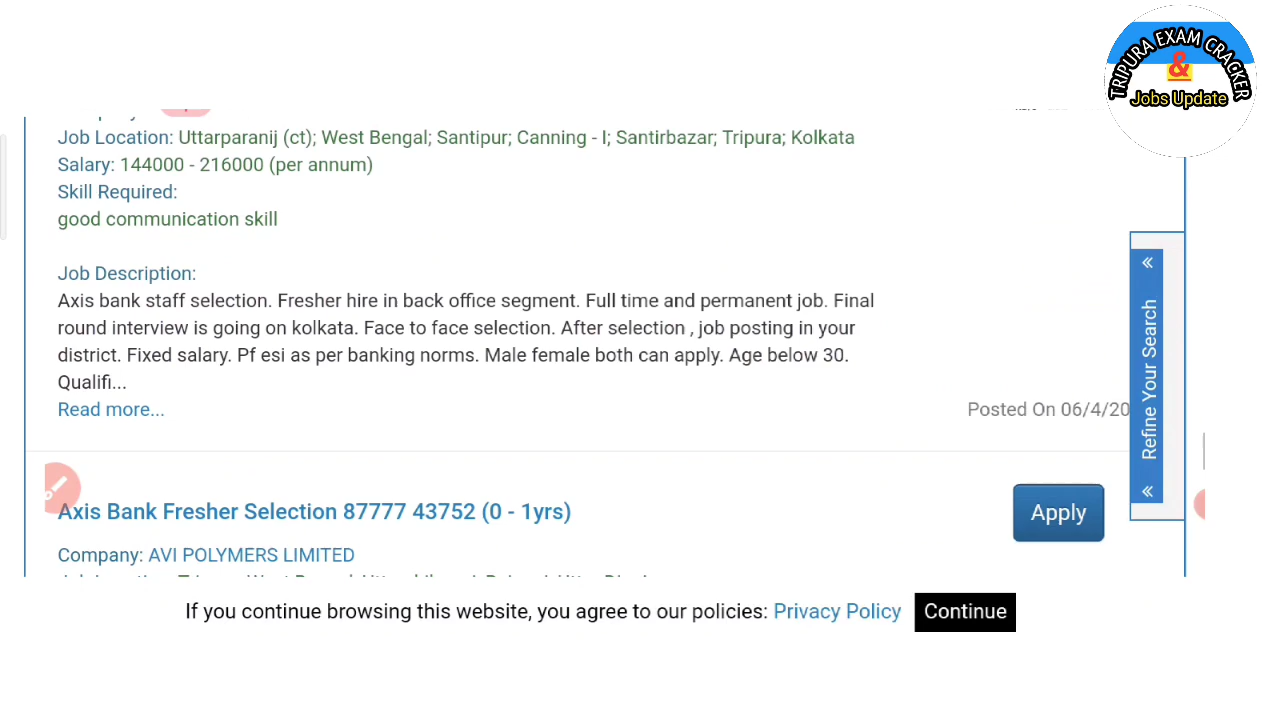 TRIPURA EXAM CRACKER
&
Jobs Update
Job Location: Uttarparanij (ct); West Bengal; Santipur; Canning - I; Santirbazar; Tripura; Kolkata
Salary: 144000 - 216000 (per annum)
Skill Required:
good communication skill
Job Description:
Axis bank staff selection. Fresher hire in back office segment. Full time and permanent job. Final
round interview is going on kolkata. Face to face selection. After selection , job posting in your
district. Fixed salary. Pf esi as per banking norms. Male female both can apply. Age below 30.
Qualifi...
Read more...
Posted On 06/4/20
« Refine Your Search «
Axis Bank Fresher Selection 87777 43752 (0 - 1yrs)
Apply
Company: AVI POLYMERS LIMITED
If you continue browsing this website, you agree to our policies: Privacy Policy Continue